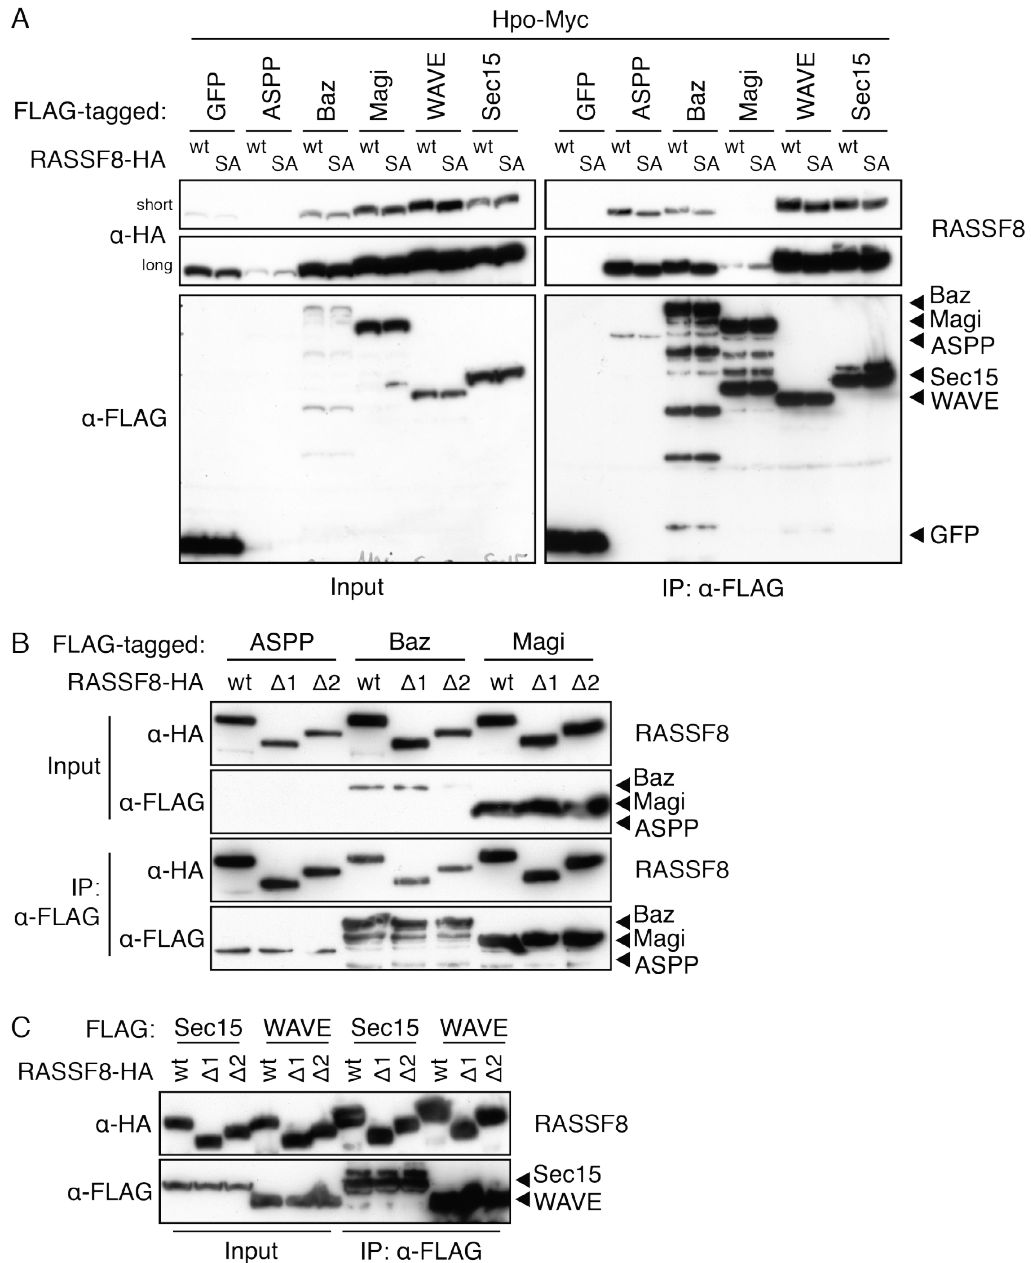 A
Hpo-Myc
FLAG-tagged:
GFP ASPP Baz Magi WAVE Sec15 GFP ASPP Baz Magi WAVE Sec15
RASSF8-HA
wt SA wt SA wt SA wt SA wt SA wt SA wt SA wt SA wt SA wt SA wt SA wt SA
short
α-HA
long
RASSF8
α-FLAG
◀ Baz
◀ Magi
◀ ASPP
◀ Sec15
◀ WAVE
◀ GFP
Input IP: α-FLAG
B FLAG-tagged: ASPP Baz Magi
RASSF8-HA wt Δ1 Δ2 wt Δ1 Δ2 wt Δ1 Δ2
Input
α-HA RASSF8
α-FLAG
◀ Baz
◀ Magi
◀ ASPP
IP:
α-FLAG
α-HA RASSF8
α-FLAG
◀ Baz
◀ Magi
◀ ASPP
C FLAG: Sec15 WAVE Sec15 WAVE
RASSF8-HA wt Δ1 Δ2 wt Δ1 Δ2 wt Δ1 Δ2 wt Δ1 Δ2
α-HA RASSF8
α-FLAG
◀ Sec15
◀ WAVE
Input IP: α-FLAG